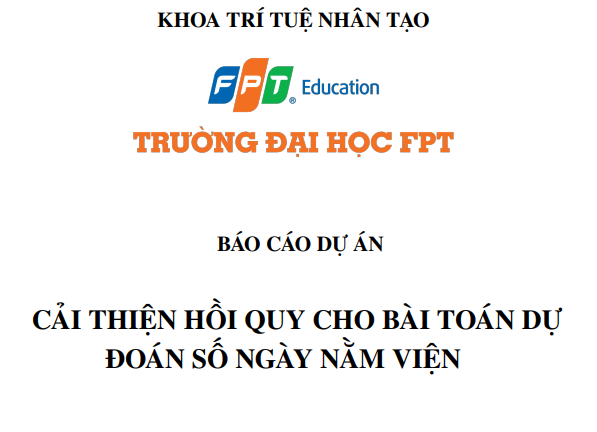 KHOA TRÍ TUỆ NHÂN TẠO
FPT® Education
TRƯỜNG ĐẠI HỌC FPT
BÁO CÁO DỰ ÁN
CẢI THIỆN HỒI QUY CHO BÀI TOÁN DỰ
ĐOÁN SỐ NGÀY NẰM VIỆN